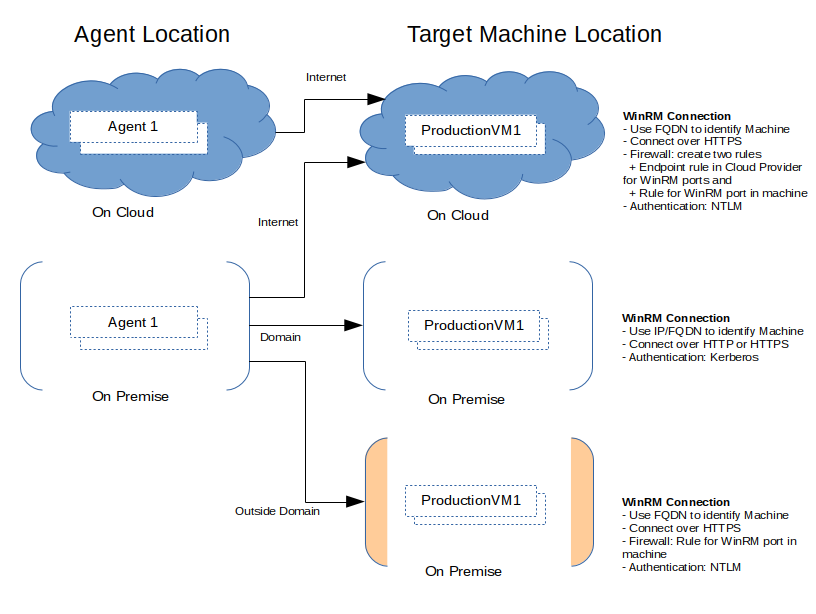 Agent Location
Target Machine Location
Internet
Agent 1
ProductionVM1
On Cloud
On Cloud
WinRM Connection
- Use FQDN to identify Machine
- Connect over HTTPS
- Firewall: create two rules
+ Endpoint rule in Cloud Provider
for WinRM ports and
+ Rule for WinRM port in machine
- Authentication: NTLM
Internet
Agent 1
Domain
ProductionVM1
On Premise
On Premise
WinRM Connection
- Use IP/FQDN to identify Machine
- Connect over HTTP or HTTPS
- Authentication: Kerberos
Outside Domain
ProductionVM1
On Premise
WinRM Connection
- Use FQDN to identify Machine
- Connect over HTTPS
- Firewall: Rule for WinRM port in
machine
- Authentication: NTLM